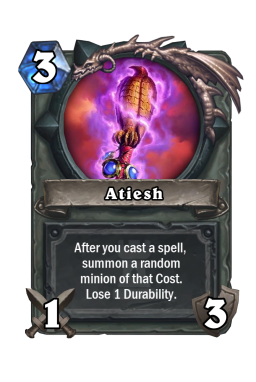 3
Atiesh
After you cast a spell,
summon a random
minion of that Cost.
Lose 1 Durability.
1
3